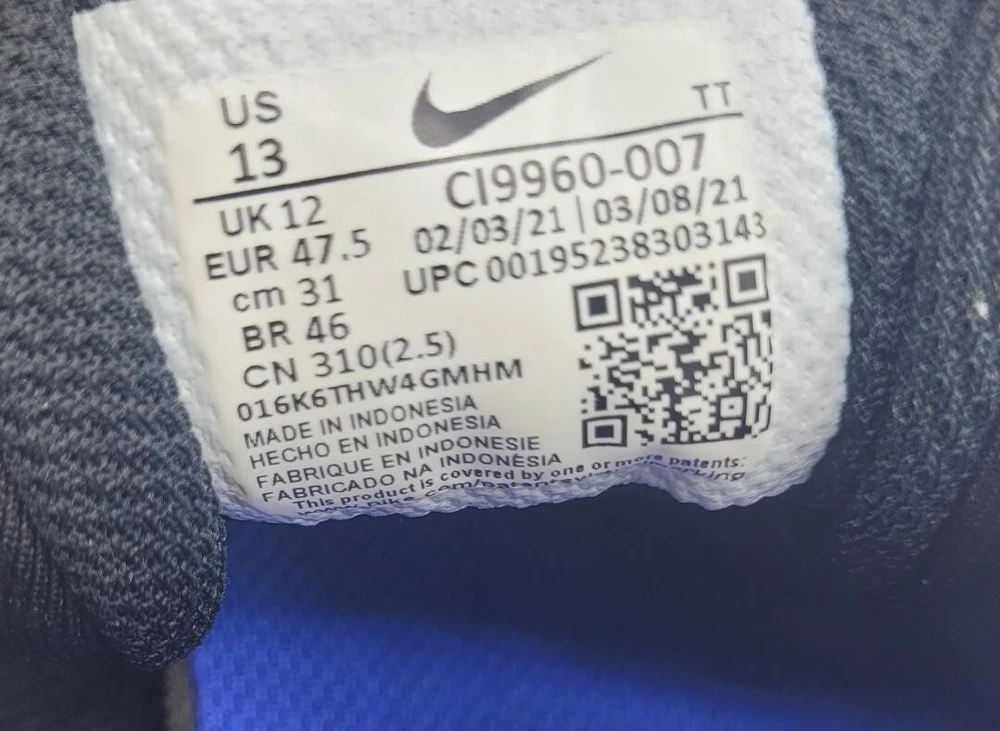 US
13
TT
UK 12
EUR 47.5
cm 31
BR 46
CN 310(2.5)
CI9960-007
02/03/21 | 03/08/21
UPC 00195238303143
016K6THW4GMHM
MADE IN INDONESIA
HECHO EN INDONESIA
FABRIQUE EN INDONESIE
FABRICADO NA INDONÉSIA
This product is covered by one or more patents: